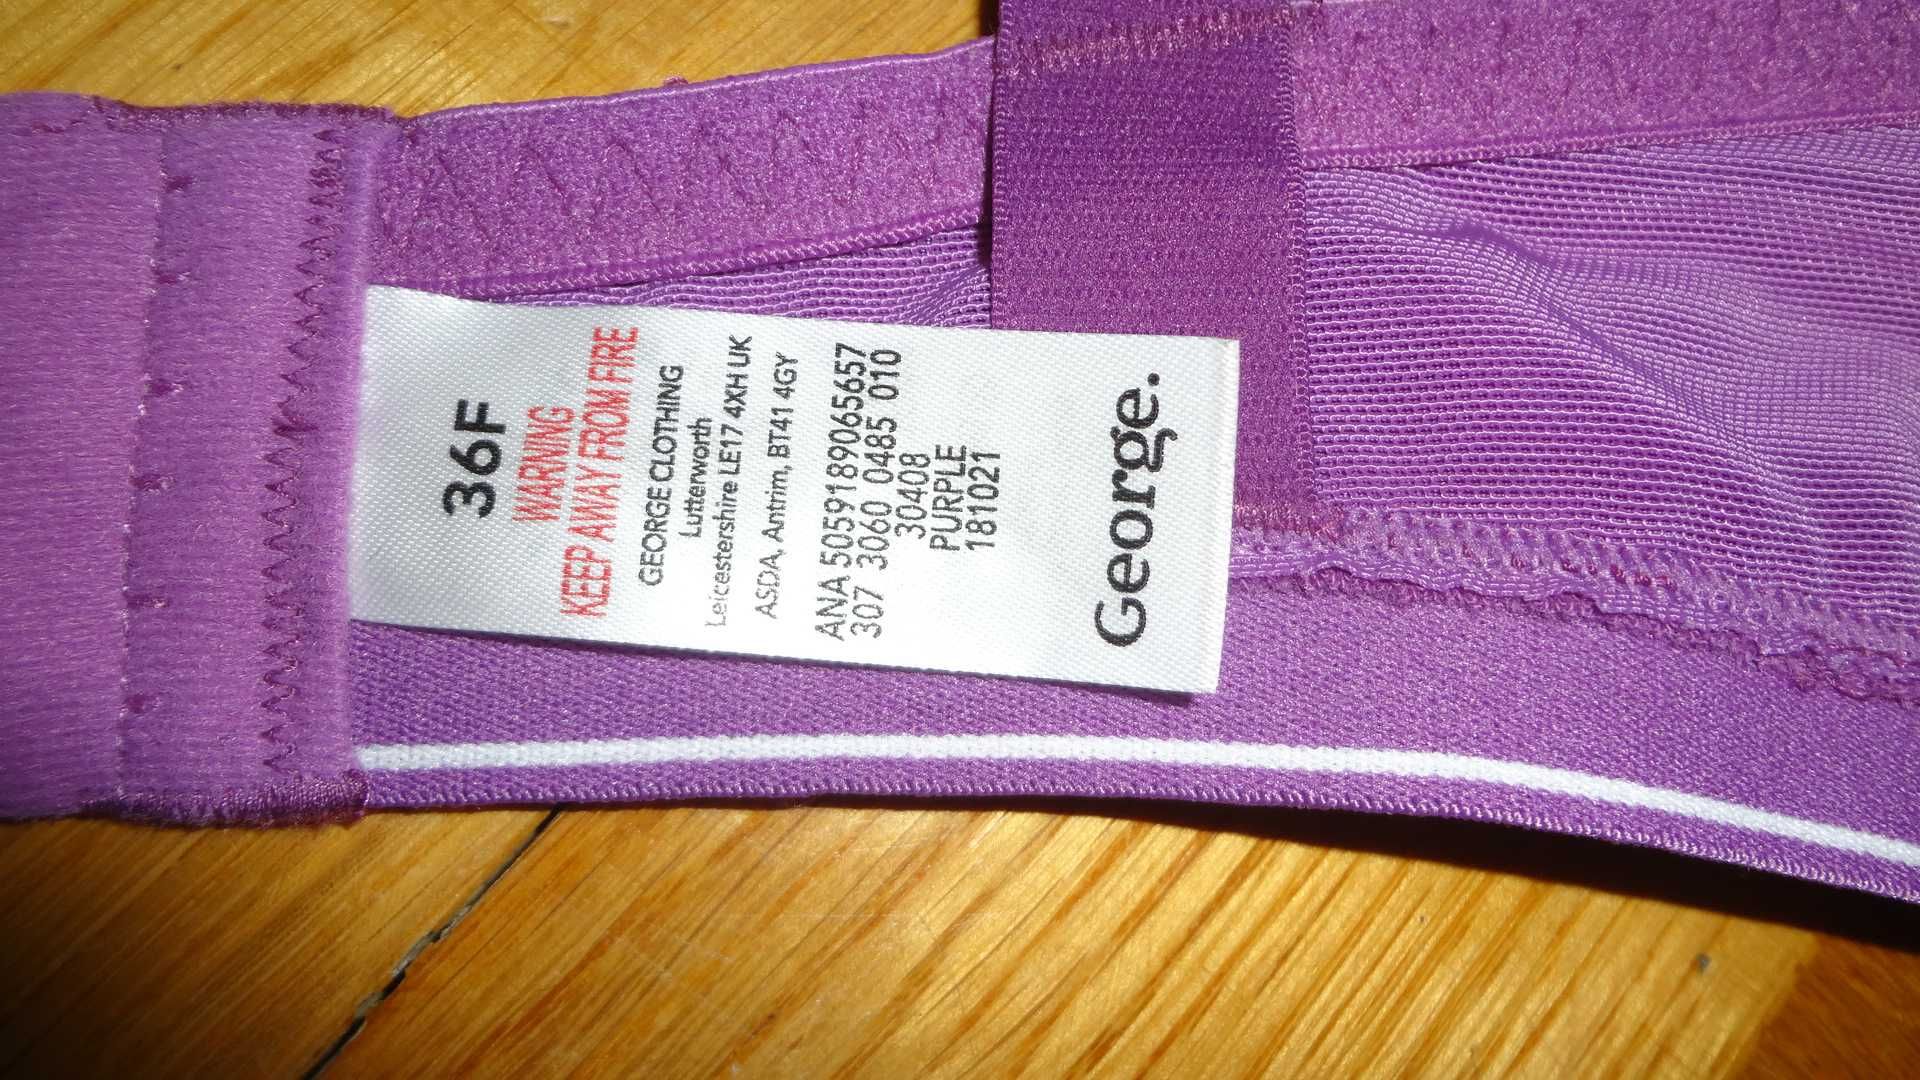 36F
WARNING
KEEP AWAY FROM FIRE
GEORGE CLOTHING
Lutterworth
Leicestershire LE17 4XH UK
ASDA, Antrim, BT41 4GY
ANA 5059189065657
307 3060 0485 010
30408
PURPLE
181021
George.